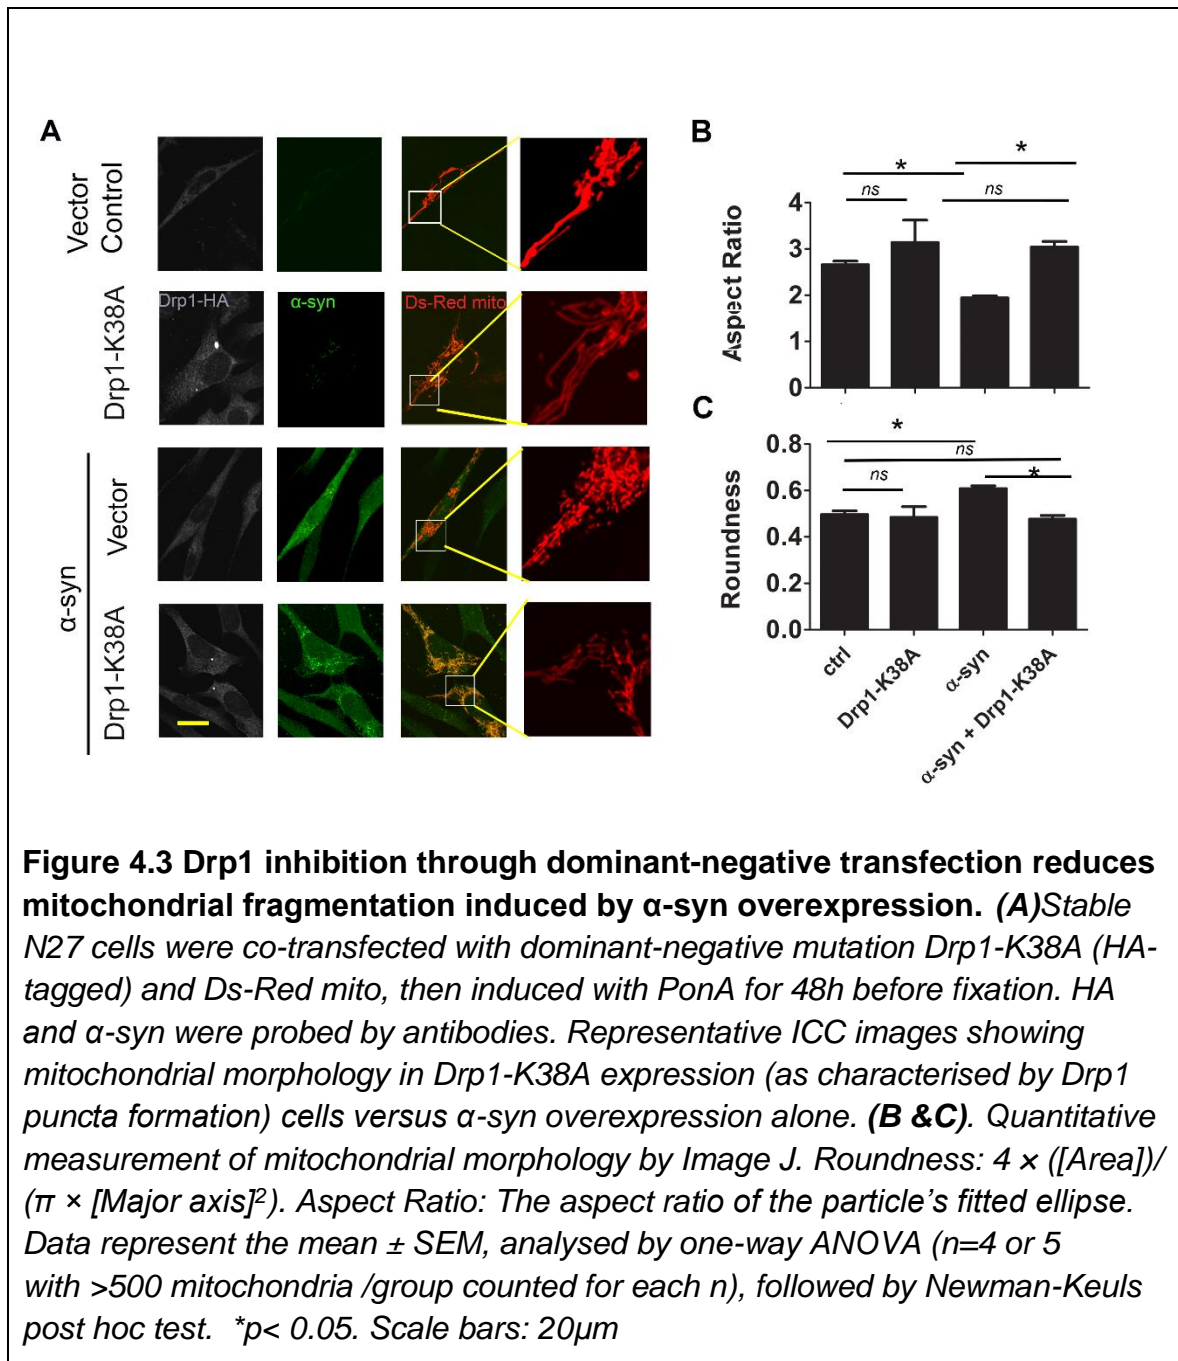 A
Vector
Control
Drp1-K38A
α-syn
Vector
Drp1-K38A
Drp1-HA
α-syn
Ds-Red mito
B
*
*
ns
ns
Aspect Ratio
4
3
2
1
0
C
*
ns
ns
*
Roundness
0.8
0.6
0.4
0.2
0.0
ctrl
Drp1-K38A
α-syn
α-syn + Drp1-K38A
Figure 4.3 Drp1 inhibition through dominant-negative transfection reduces
mitochondrial fragmentation induced by α-syn overexpression. (A)Stable
N27 cells were co-transfected with dominant-negative mutation Drp1-K38A (HA-
tagged) and Ds-Red mito, then induced with PonA for 48h before fixation. HA
and α-syn were probed by antibodies. Representative ICC images showing
mitochondrial morphology in Drp1-K38A expression (as characterised by Drp1
puncta formation) cells versus α-syn overexpression alone. (B &C). Quantitative
measurement of mitochondrial morphology by Image J. Roundness: 4 × ([Area])/
(π × [Major axis]²). Aspect Ratio: The aspect ratio of the particle’s fitted ellipse.
Data represent the mean ± SEM, analysed by one-way ANOVA (n=4 or 5
with >500 mitochondria /group counted for each n), followed by Newman-Keuls
post hoc test. *p< 0.05. Scale bars: 20μm